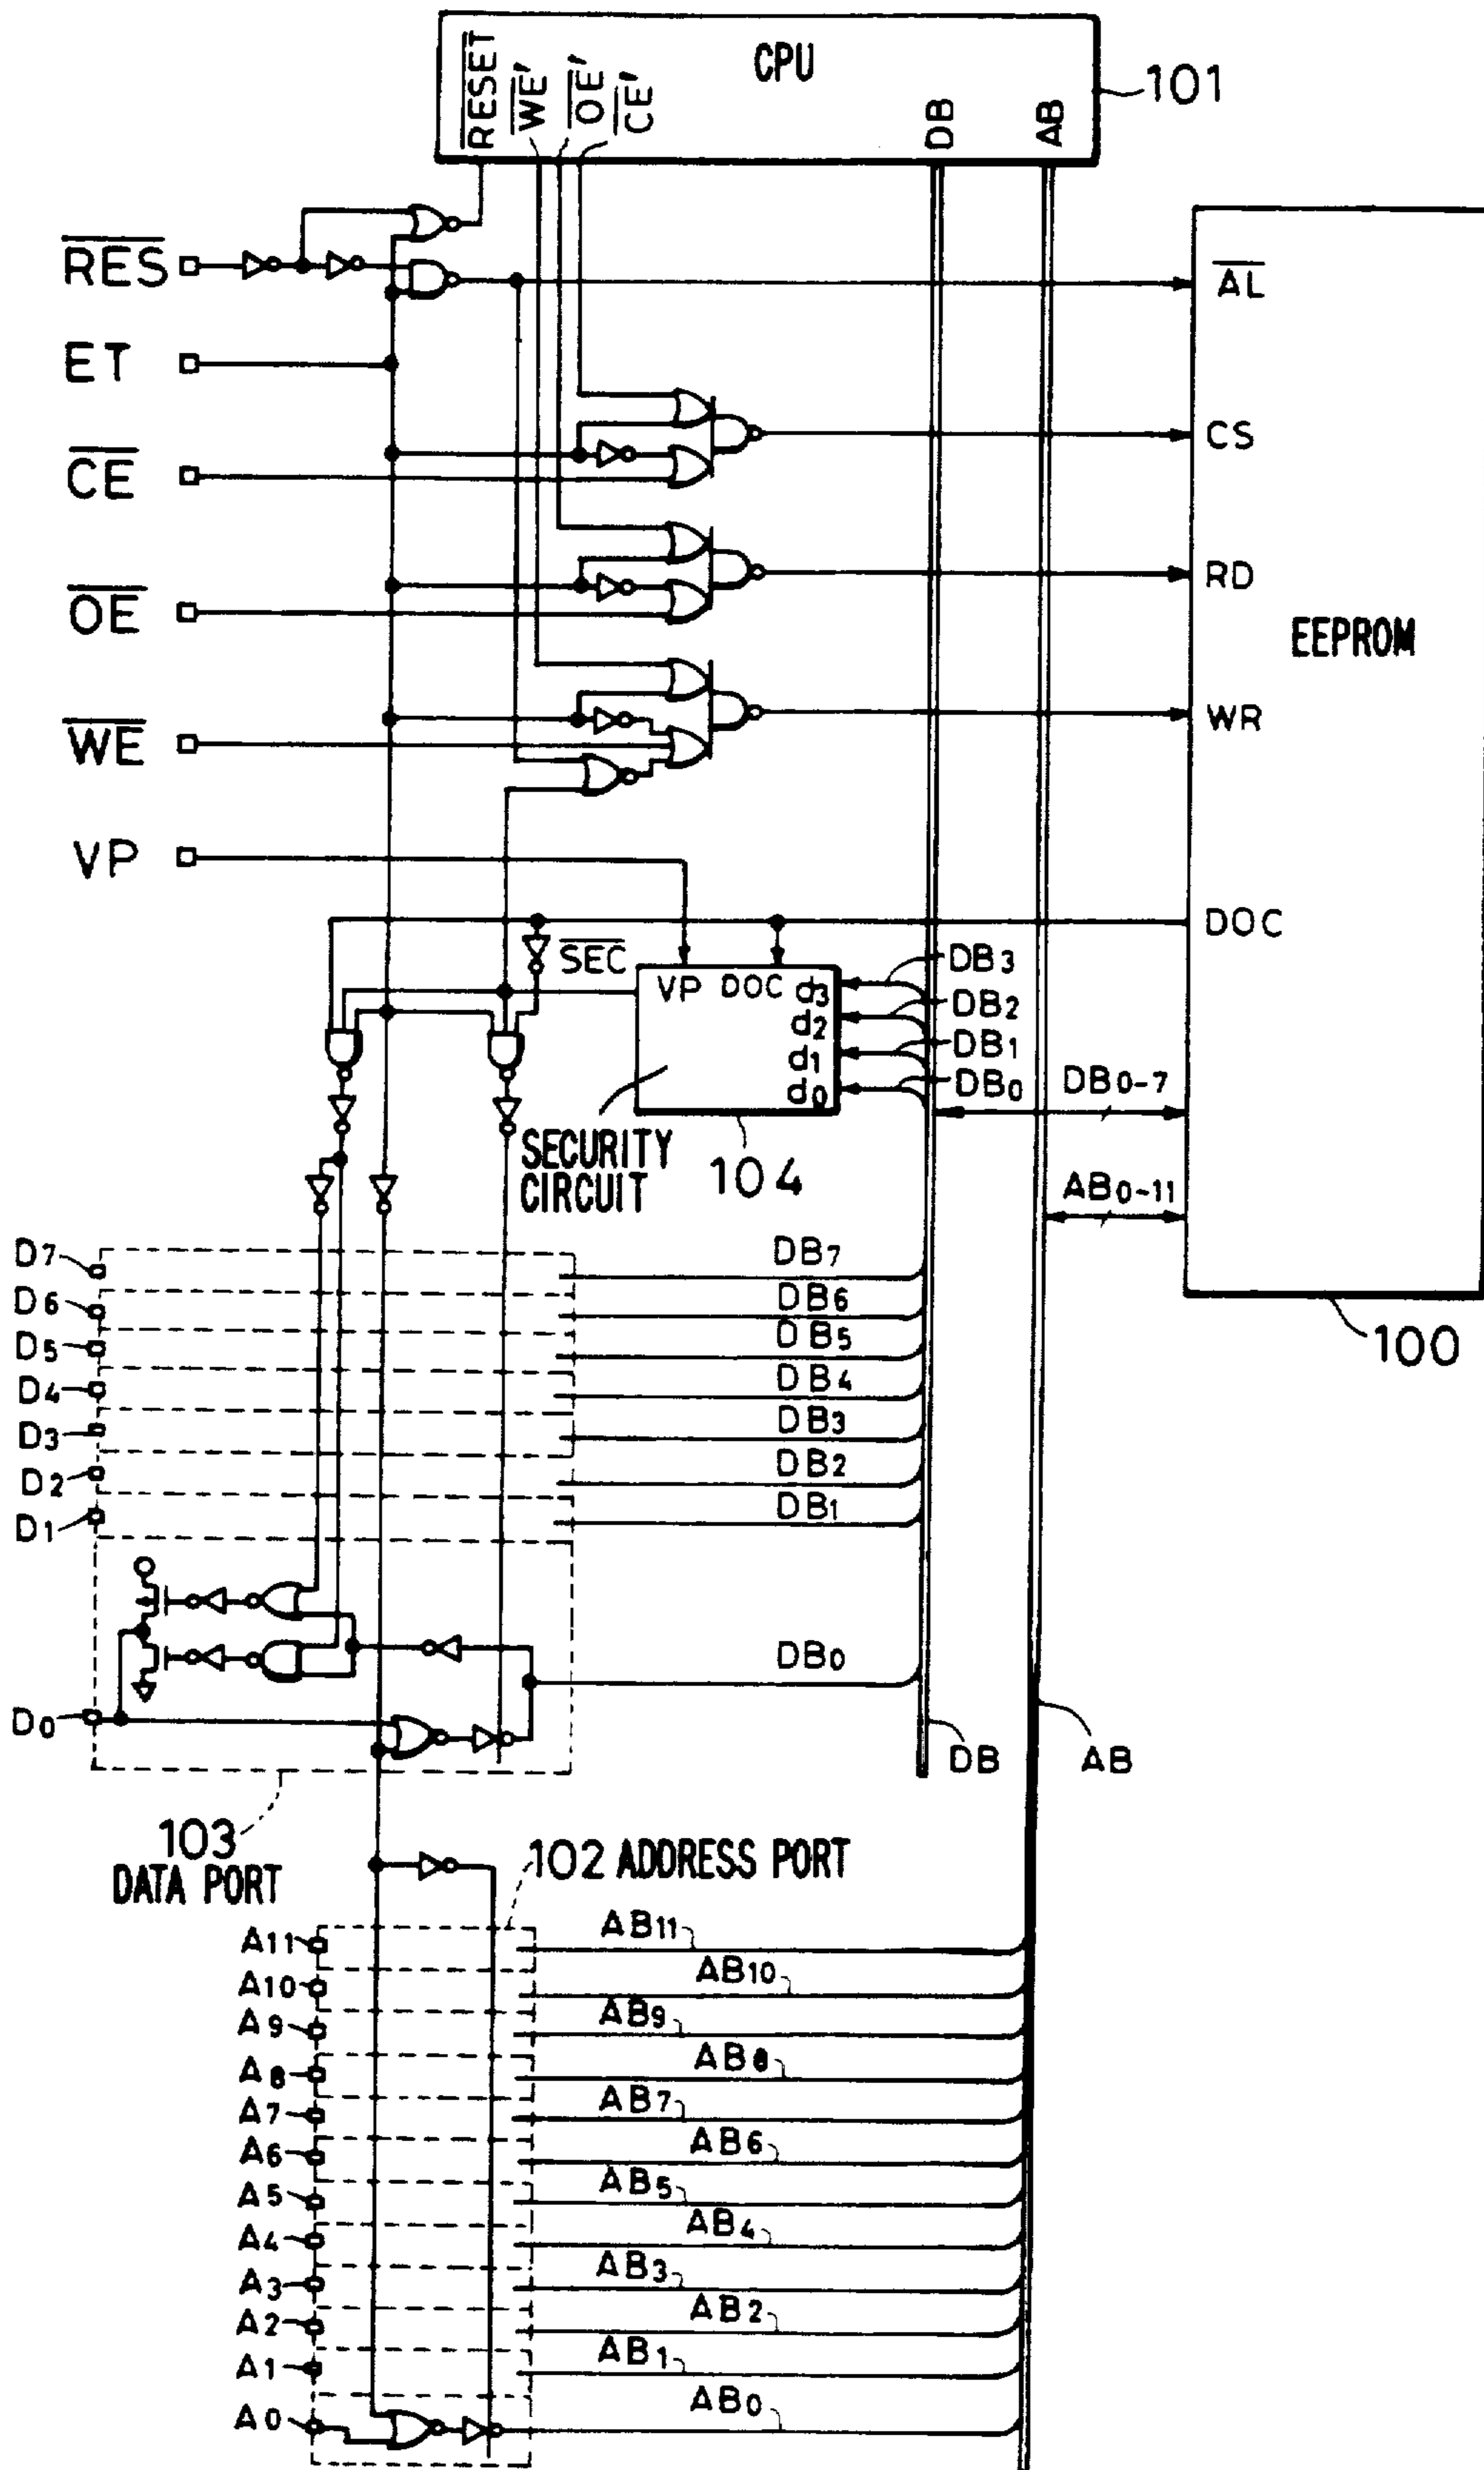 CPU
RESET
WE'
OE'
CE'
DB
AB
101
RES
AL
ET
CS
CE
RD
OE
EEPROM
WR
WE
VP
DOC
SEC
VP DOC d3
d2
d1
d0
DB3
DB2
DB1
DB0
DB0-7
SECURITY
CIRCUIT
104
AB0-11
D7
DB7
D6
DB6
D5
DB5
100
D4
DB4
D3
DB3
D2
DB2
D1
DB1
DB0
D0
DB
AB
103
DATA PORT
102 ADDRESS PORT
A11
AB11
A10
AB10
A9
AB9
A8
AB8
A7
AB7
A6
AB6
A5
AB5
A4
AB4
A3
AB3
A2
AB2
A1
AB1
A0
AB0